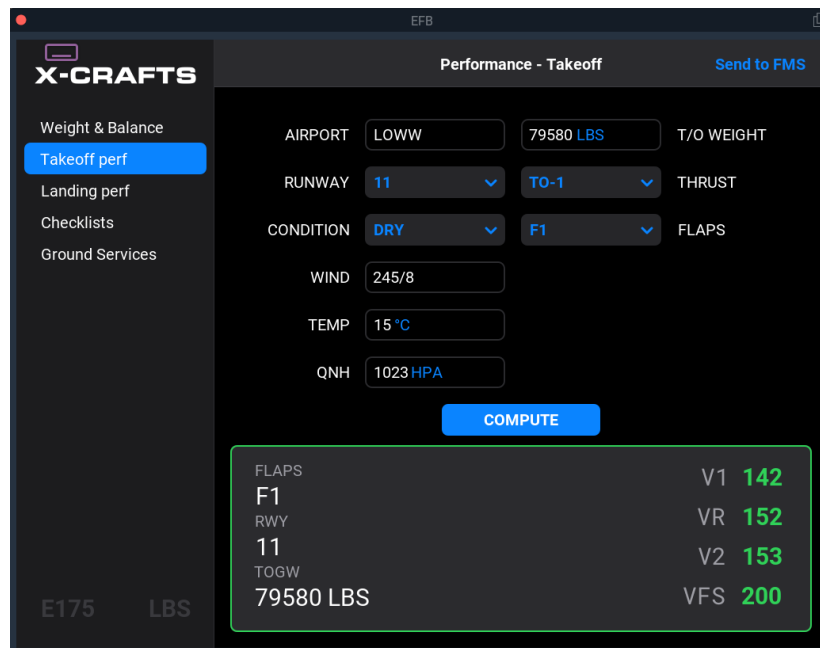 EFB
X-CRAFTS
Performance - Takeoff
Send to FMS
Weight & Balance
Takeoff perf
Landing perf
Checklists
Ground Services
AIRPORT LOWW 79580 LBS T/O WEIGHT
RUNWAY 11 TO-1 THRUST
CONDITION DRY F1 FLAPS
WIND 245/8
TEMP 15 °C
QNH 1023 HPA
COMPUTE
FLAPS
F1
RWY
11
TOGW
79580 LBS
V1 142
VR 152
V2 153
VFS 200
E175 LBS